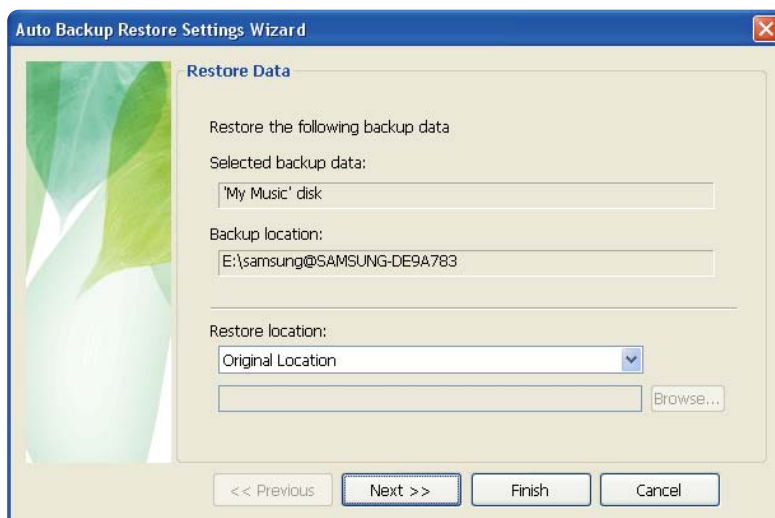 Auto Backup Restore Settings Wizard
Restore Data
Restore the following backup data
Selected backup data:
'My Music' disk
Backup location:
E:\samsung@SAMSUNG-DE9A783
Restore location:
Original Location
Browse...
<< Previous
Next >>
Finish
Cancel